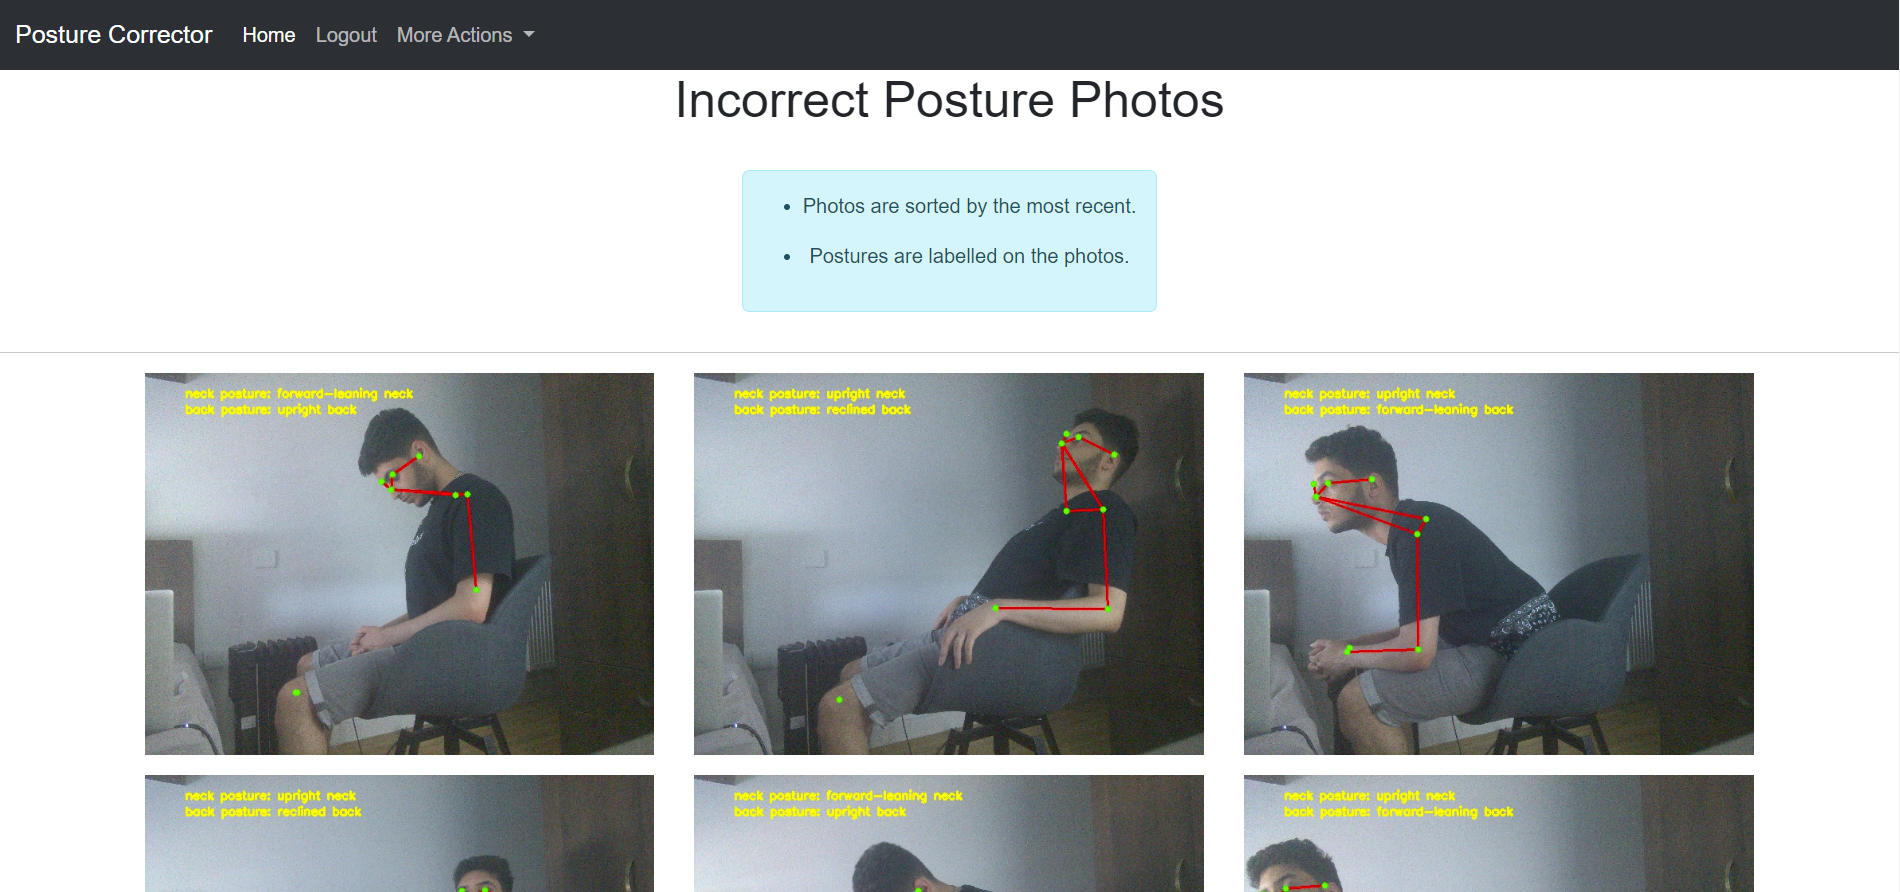 Posture Corrector Home Logout More Actions
Incorrect Posture Photos
Photos are sorted by the most recent.
Postures are labelled on the photos.
neck posture: forward-leaning neck
back posture: upright back
neck posture: upright neck
back posture: reclined back
neck posture: upright neck
back posture: forward-leaning back
neck posture: upright neck
back posture: reclined back
neck posture: forward-leaning neck
back posture: upright back
neck posture: upright neck
back posture: forward-leaning back